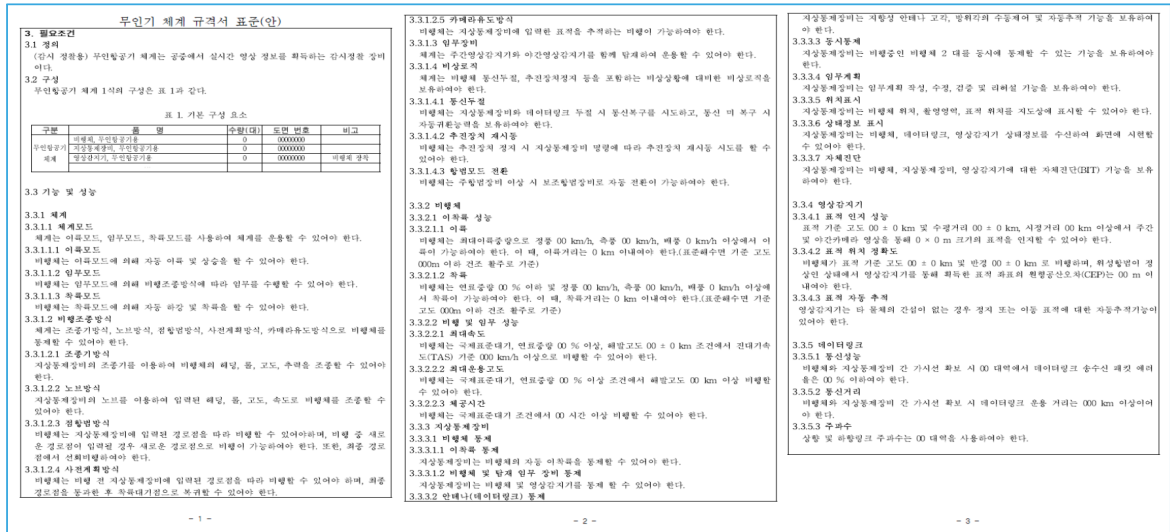 무인기 체계 규격서 표준(안)
3. 필요조건
3.1 정의
(감시 정찰용) 무인항공기 체계는 공중에서 실시간 영상 정보를 획득하는 감시정찰 장비
이다.
3.2 구성
무인항공기 체계 1식의 구성은 표 1과 같다.
표 1. 기본 구성 요소
구분 품 명 수량(대) 도면 번호 비고
비행체, 무인항공기용 0 00000000
무인항공기 지상통제장비, 무인항공기용 0 00000000
체계 영상감지기, 무인항공기용 0 00000000 비행체 장착
3.3 기능 및 성능
3.3.1 체계
3.3.1.1 체계모드
체계는 이륙모드, 임무모드, 착륙모드를 사용하여 체계를 운용할 수 있어야 한다.
3.3.1.1.1 이륙모드
비행체는 이륙모드에 의해 자동 이륙 및 상승을 할 수 있어야 한다.
3.3.1.1.2 임무모드
비행체는 임무모드에 의해 비행조종방식에 따라 임무를 수행할 수 있어야 한다.
3.3.1.1.3 착륙모드
비행체는 착륙모드에 의해 자동 하강 및 착륙을 할 수 있어야 한다.
3.3.1.2 비행조종방식
체계는 조종기방식, 노브방식, 점항법방식, 사전계획방식, 카메라유도방식으로 비행체를
통제할 수 있어야 한다.
3.3.1.2.1 조종기방식
지상통제장비의 조종기를 이용하여 비행체의 헤딩, 롤, 고도, 추력을 조종할 수 있어야
한다.
3.3.1.2.2 노브방식
지상통제장비의 노브를 이용하여 입력된 헤딩, 롤, 고도, 속도로 비행체를 조종할 수
있어야 한다.
3.3.1.2.3 점항법방식
비행체는 지상통제장비에 입력된 경로점을 따라 비행할 수 있어야하며, 비행 중 새로
운 경로점이 입력될 경우 새로운 경로점으로 비행이 가능하여야 한다. 또한, 최종 경로
점에서 선회비행하여야 한다.
3.3.1.2.4 사전계획방식
비행체는 비행 전 지상통제장비에 입력된 경로점을 따라 비행할 수 있어야 하며, 최종
경로점을 통과한 후 착륙대기점으로 복귀할 수 있어야 한다.
- 1 -
3.3.1.2.5 카메라유도방식
비행체는 지상통제장비에 입력한 표적을 추적하는 비행이 가능하여야 한다.
3.3.1.3 임무장비
체계는 주간영상감지기와 야간영상감지기를 함께 탑재하여 운용할 수 있어야 한다.
3.3.1.4 비상로직
체계는 비행체 통신두절, 추진장치정지 등을 포함하는 비상상황에 대비한 비상로직을
보유하여야 한다.
3.3.1.4.1 통신두절
비행체는 지상통제장비와 데이터링크 두절 시 통신복구를 시도하고, 통신 미 복구 시
자동귀환능력을 보유하여야 한다.
3.3.1.4.2 추진장치 재시동
비행체는 추진장치 정지 시 지상통제장비 명령에 따라 추진장치 재시동 시도를 할 수
있어야 한다.
3.3.1.4.3 항법모드 전환
비행체는 주항법장비 이상 시 보조항법장비로 자동 전환이 가능하여야 한다.
3.3.2 비행체
3.3.2.1 이착륙 성능
3.3.2.1.1 이륙
비행체는 최대이륙중량으로 정풍 00 km/h, 측풍 00 km/h, 배풍 0 km/h 이상에서 이
륙이 가능하여야 한다. 이 때, 이륙거리는 0 km 이내여야 한다.(표준해수면 기준 고도
000m 이하 건조 활주로 기준)
3.3.2.1.2 착륙
비행체는 연료중량 00 % 이하 및 정풍 00 km/h, 측풍 00 km/h, 배풍 0 km/h 이상에
서 착륙이 가능하여야 한다. 이 때, 착륙거리는 0 km 이내여야 한다.(표준해수면 기준
고도 000m 이하 건조 활주로 기준)
3.3.2.2 비행 및 임무 성능
3.3.2.2.1 최대속도
비행체는 국제표준대기, 연료중량 00 % 이상, 해발고도 00 ± 0 km 조건에서 진대기속
도(TAS) 기준 000 km/h 이상으로 비행할 수 있어야 한다.
3.3.2.2.2 최대운용고도
비행체는 국제표준대기, 연료중량 00 % 이상 조건에서 해발고도 00 km 이상 비행할
수 있어야 한다.
3.3.2.2.3 체공시간
비행체는 국제표준대기 조건에서 00 시간 이상 비행할 수 있어야 한다.
3.3.3 지상통제장비
3.3.3.1 비행체 통제
3.3.3.1.1 이착륙 통제
지상통제장비는 비행체의 자동 이착륙을 통제할 수 있어야 한다.
3.3.3.1.2 비행체 및 탑재 임무 장비 통제
지상통제장비는 비행체 및 영상감지기를 통제 할 수 있어야 한다.
3.3.3.2 안테나(데이터링크) 통제
- 2 -
지상통제장비는 지향성 안테나 고각, 방위각의 수동제어 및 자동추적 기능을 보유하여
야 한다.
3.3.3.3 동시통제
지상통제장비는 비행중인 비행체 2 대를 동시에 통제할 수 있는 기능을 보유하여야
한다.
3.3.3.4 임무계획
지상통제장비는 임무계획 작성, 수정, 검증 및 리허설 기능을 보유하여야 한다.
3.3.3.5 위치표시
지상통제장비는 비행체 위치, 촬영영역, 표적 위치를 지도상에 표시할 수 있어야 한다.
3.3.3.6 상태정보 표시
지상통제장비는 비행체, 데이터링크, 영상감지기 상태정보를 수신하여 화면에 시현할
수 있어야 한다.
3.3.3.7 자체진단
지상통제장비는 비행체, 지상통제장비, 영상감지기에 대한 자체진단(BIT) 기능을 보유
하여야 한다.
3.3.4 영상감지기
3.3.4.1 표적 인지 성능
표적 기준 고도 00 ± 0 km 및 수평거리 00 ± 0 km, 시정거리 00 km 이상에서 주간
및 야간카메라 영상을 통해 0 × 0 m 크기의 표적을 인지할 수 있어야 한다.
3.3.4.2 표적 위치 정확도
비행체가 표적 기준 고도 00 ± 0 km 및 반경 00 ± 0 km 로 비행하며, 위성항법이 정
상인 상태에서 영상감지기를 통해 획득한 표적 좌표의 원형공산오차(CEP)는 00 m 이
내여야 한다.
3.3.4.3 표적 자동 추적
영상감지기는 타 물체의 간섭이 없는 경우 정지 또는 이동 표적에 대한 자동추적기능이
있어야 한다.
3.3.5 데이터링크
3.3.5.1 통신성능
비행체와 지상통제장비 간 가시선 확보 시 00 대역에서 데이터링크 송수신 패킷 에러
율은 00 % 이하여야 한다.
3.3.5.2 통신거리
비행체와 지상통제장비 간 가시선 확보 시 데이터링크 운용 거리는 000 km 이상이어
야 한다.
3.3.5.3 주파수
상향 및 하향링크 주파수는 00 대역을 사용하여야 한다.
- 3 -